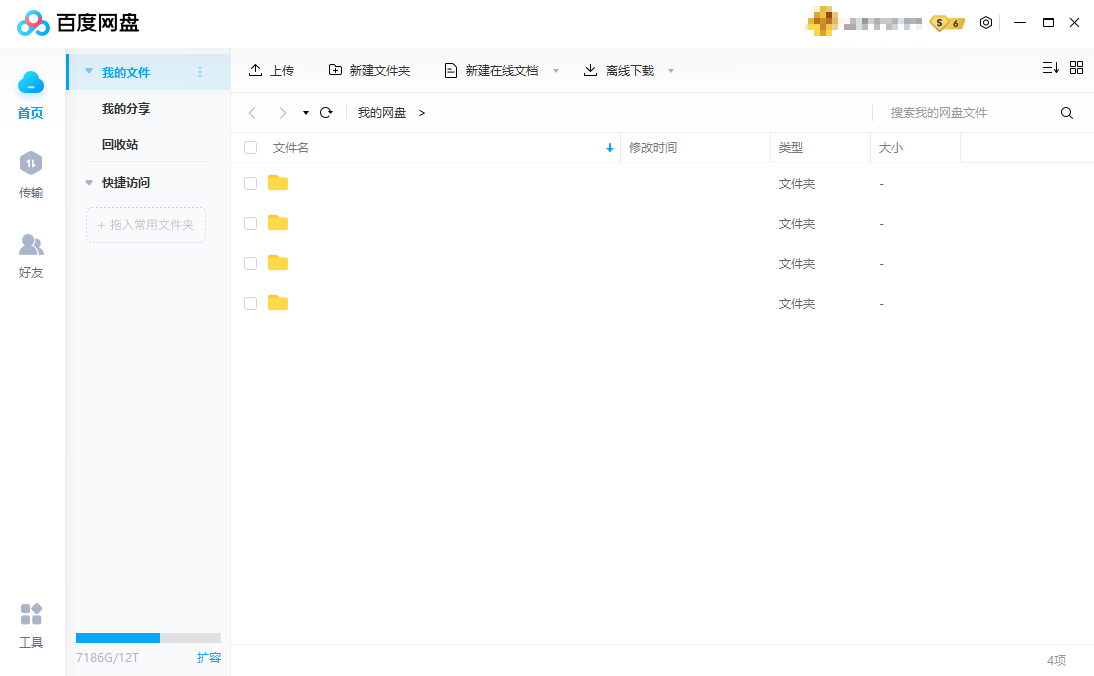 百度网盘
S 6
首页
传输
好友
工具
我的文件
我的分享
回收站
快捷访问
+ 拖入常用文件夹
7186G/12T 扩容
上传 新建文件夹 新建在线文档 离线下载
我的网盘 > 搜索我的网盘文件
文件名 修改时间 类型 大小
文件夹 -
文件夹 -
文件夹 -
文件夹 -
4项